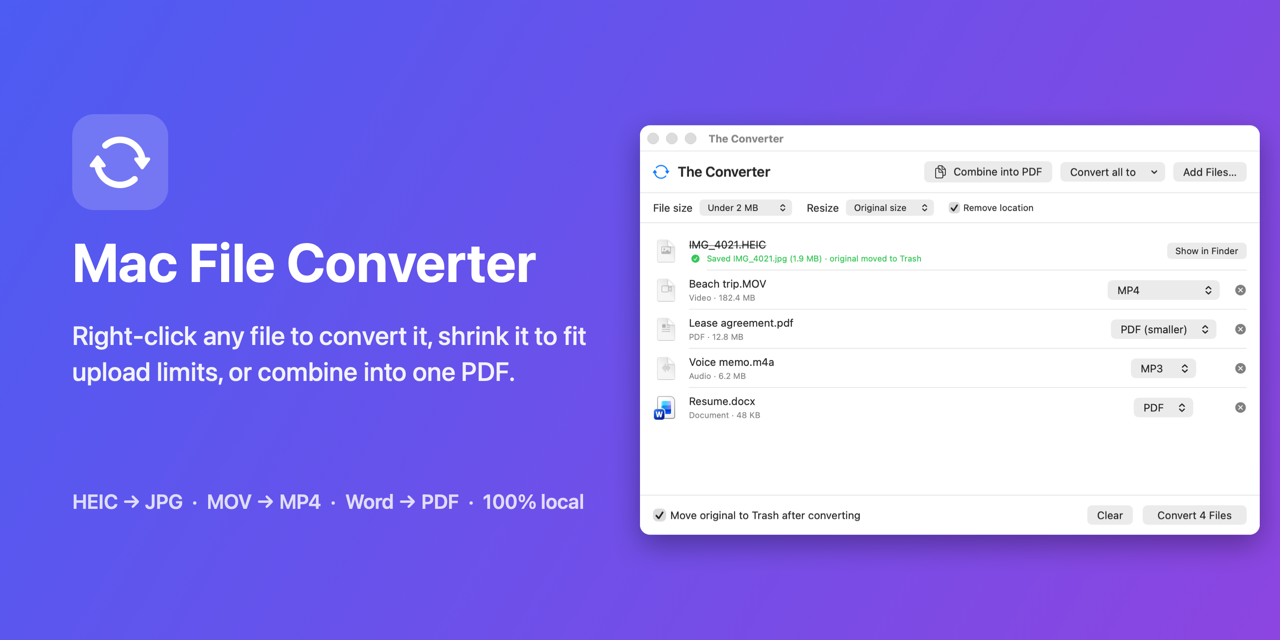 Mac File Converter
Right-click any file to convert it, shrink it to fit
upload limits, or combine into one PDF.
HEIC → JPG · MOV → MP4 · Word → PDF · 100% local
The Converter
The Converter
Combine into PDF
Convert all to
Add Files...
File size
Under 2 MB
Resize
Original size
Remove location
IMG_4021.HEIC
Saved IMG_4021.jpg (1.9 MB) · original moved to Trash
Show in Finder
Beach trip.MOV
Video · 182.4 MB
MP4
Lease agreement.pdf
PDF · 12.8 MB
PDF (smaller)
Voice memo.m4a
Audio · 6.2 MB
MP3
W
Resume.docx
Document · 48 KB
PDF
Move original to Trash after converting
Clear
Convert 4 Files